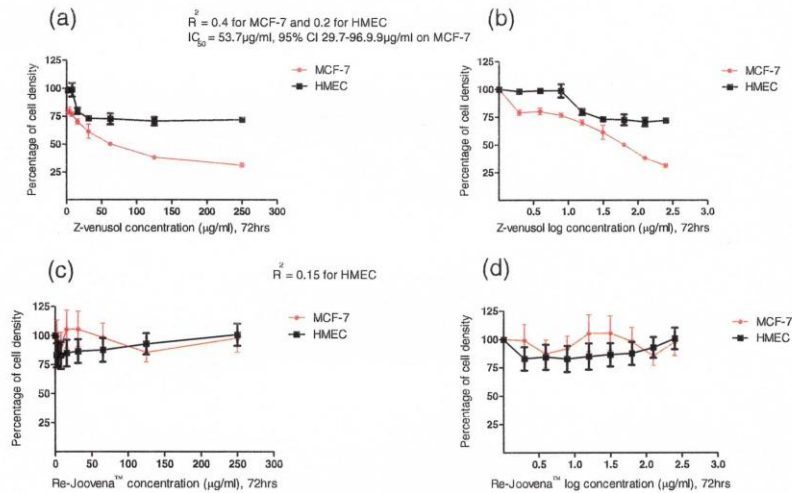 (a)
R² = 0.4 for MCF-7 and 0.2 for HMEC
IC₅₀ = 53.7µg/ml, 95% CI 29.7-96.9.9µg/ml on MCF-7
MCF-7
HMEC
Percentage of cell density
125
100
75
50
25
0 50 100 150 200 250 300
Z-venusol concentration (µg/ml), 72hrs
(b)
MCF-7
HMEC
Percentage of cell density
125
100
75
50
25
0.5 1.0 1.5 2.0 2.5 3.0
Z-venusol log concentration (µg/ml), 72hrs
(c)
R² = 0.15 for HMEC
MCF-7
HMEC
Percentage of cell density
125
100
75
50
25
0 50 100 150 200 250 300
Re-Joovena™ concentration (µg/ml), 72hrs
(d)
MCF-7
HMEC
Percentage of cell density
125
100
75
50
25
0.5 1.0 1.5 2.0 2.5 3.0
Re-Joovena™ log concentration (µg/ml), 72hrs